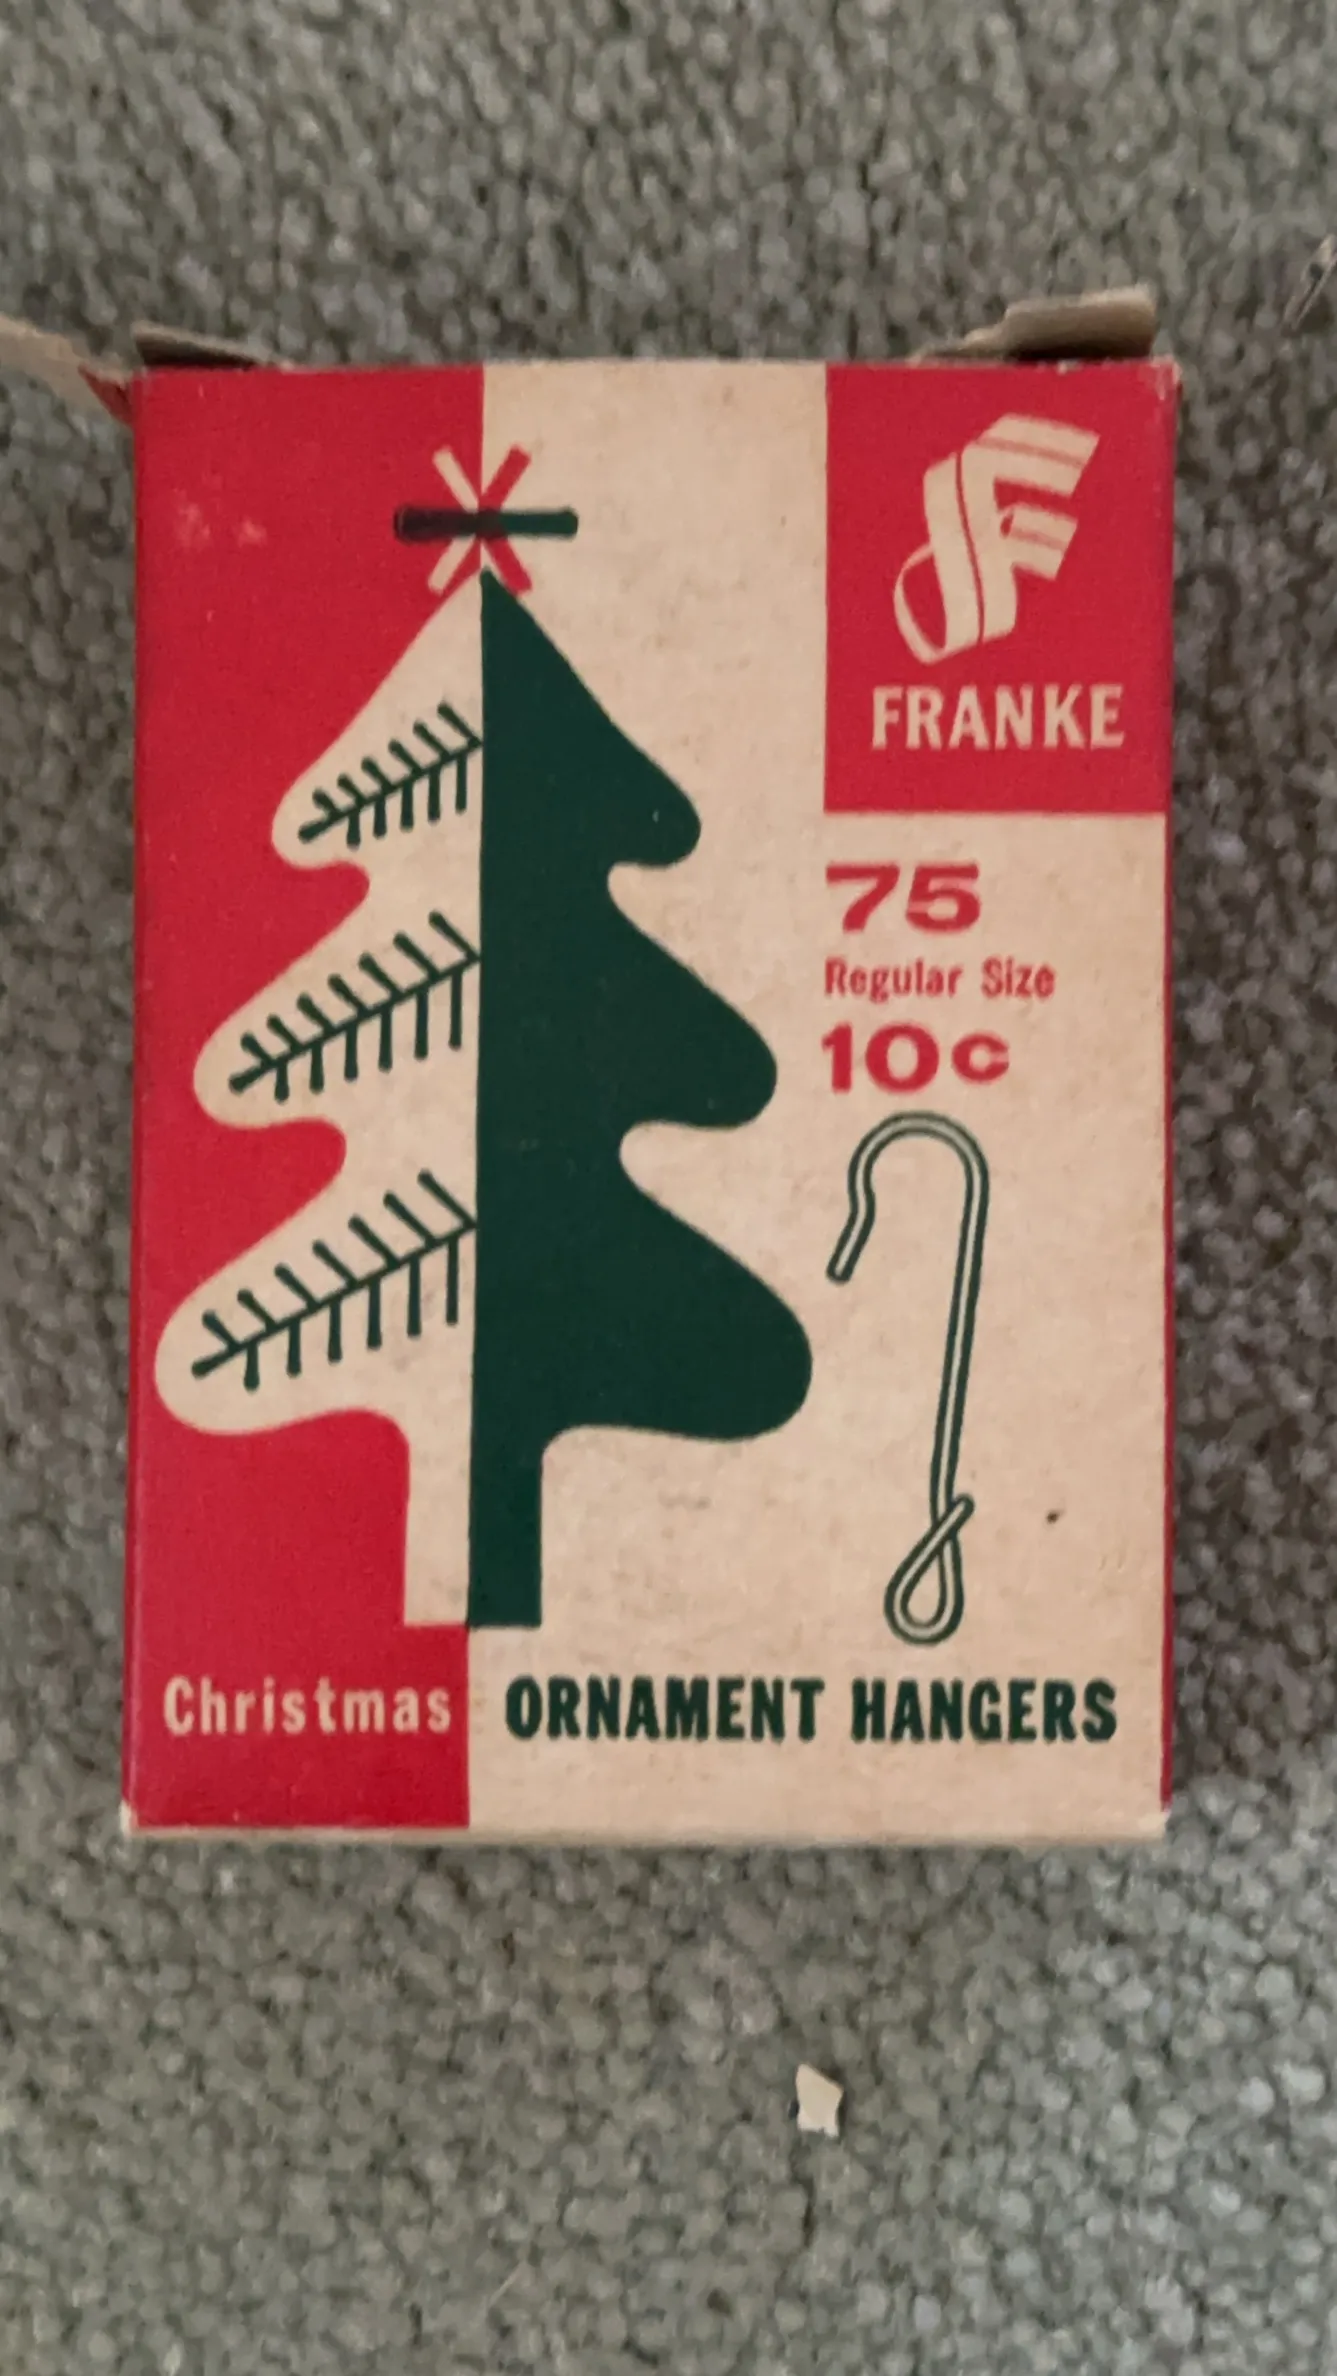 F
FRANKE
75
Regular Size
10c
Christmas ORNAMENT HANGERS